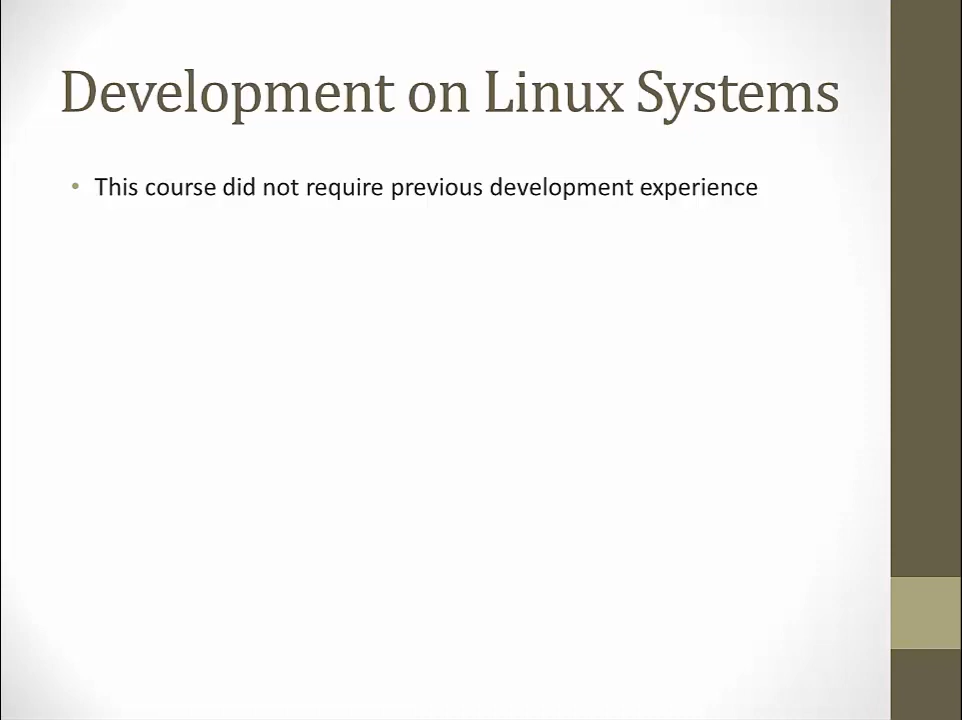 Development on Linux Systems
• This course did not require previous development experience